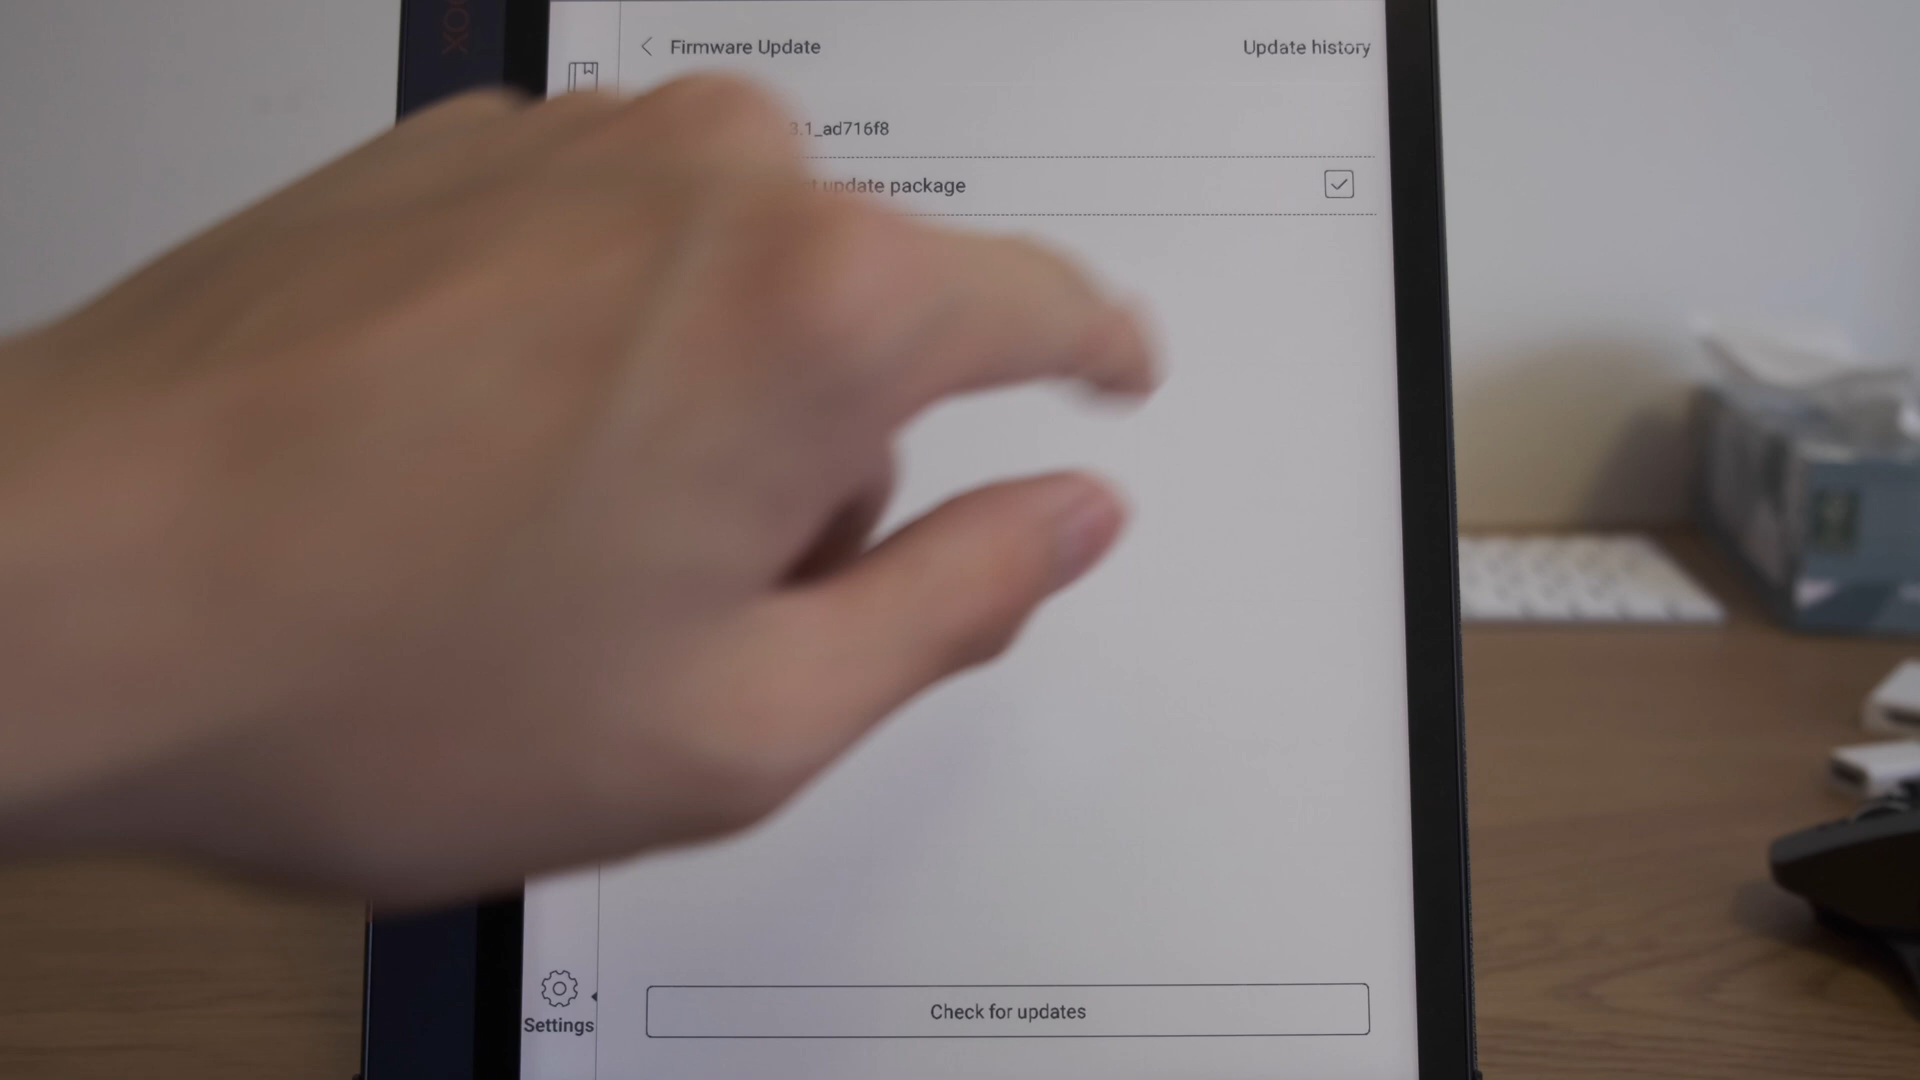 Firmware Update
Update history
3.1_ad716f8
update package
Settings
Check for updates